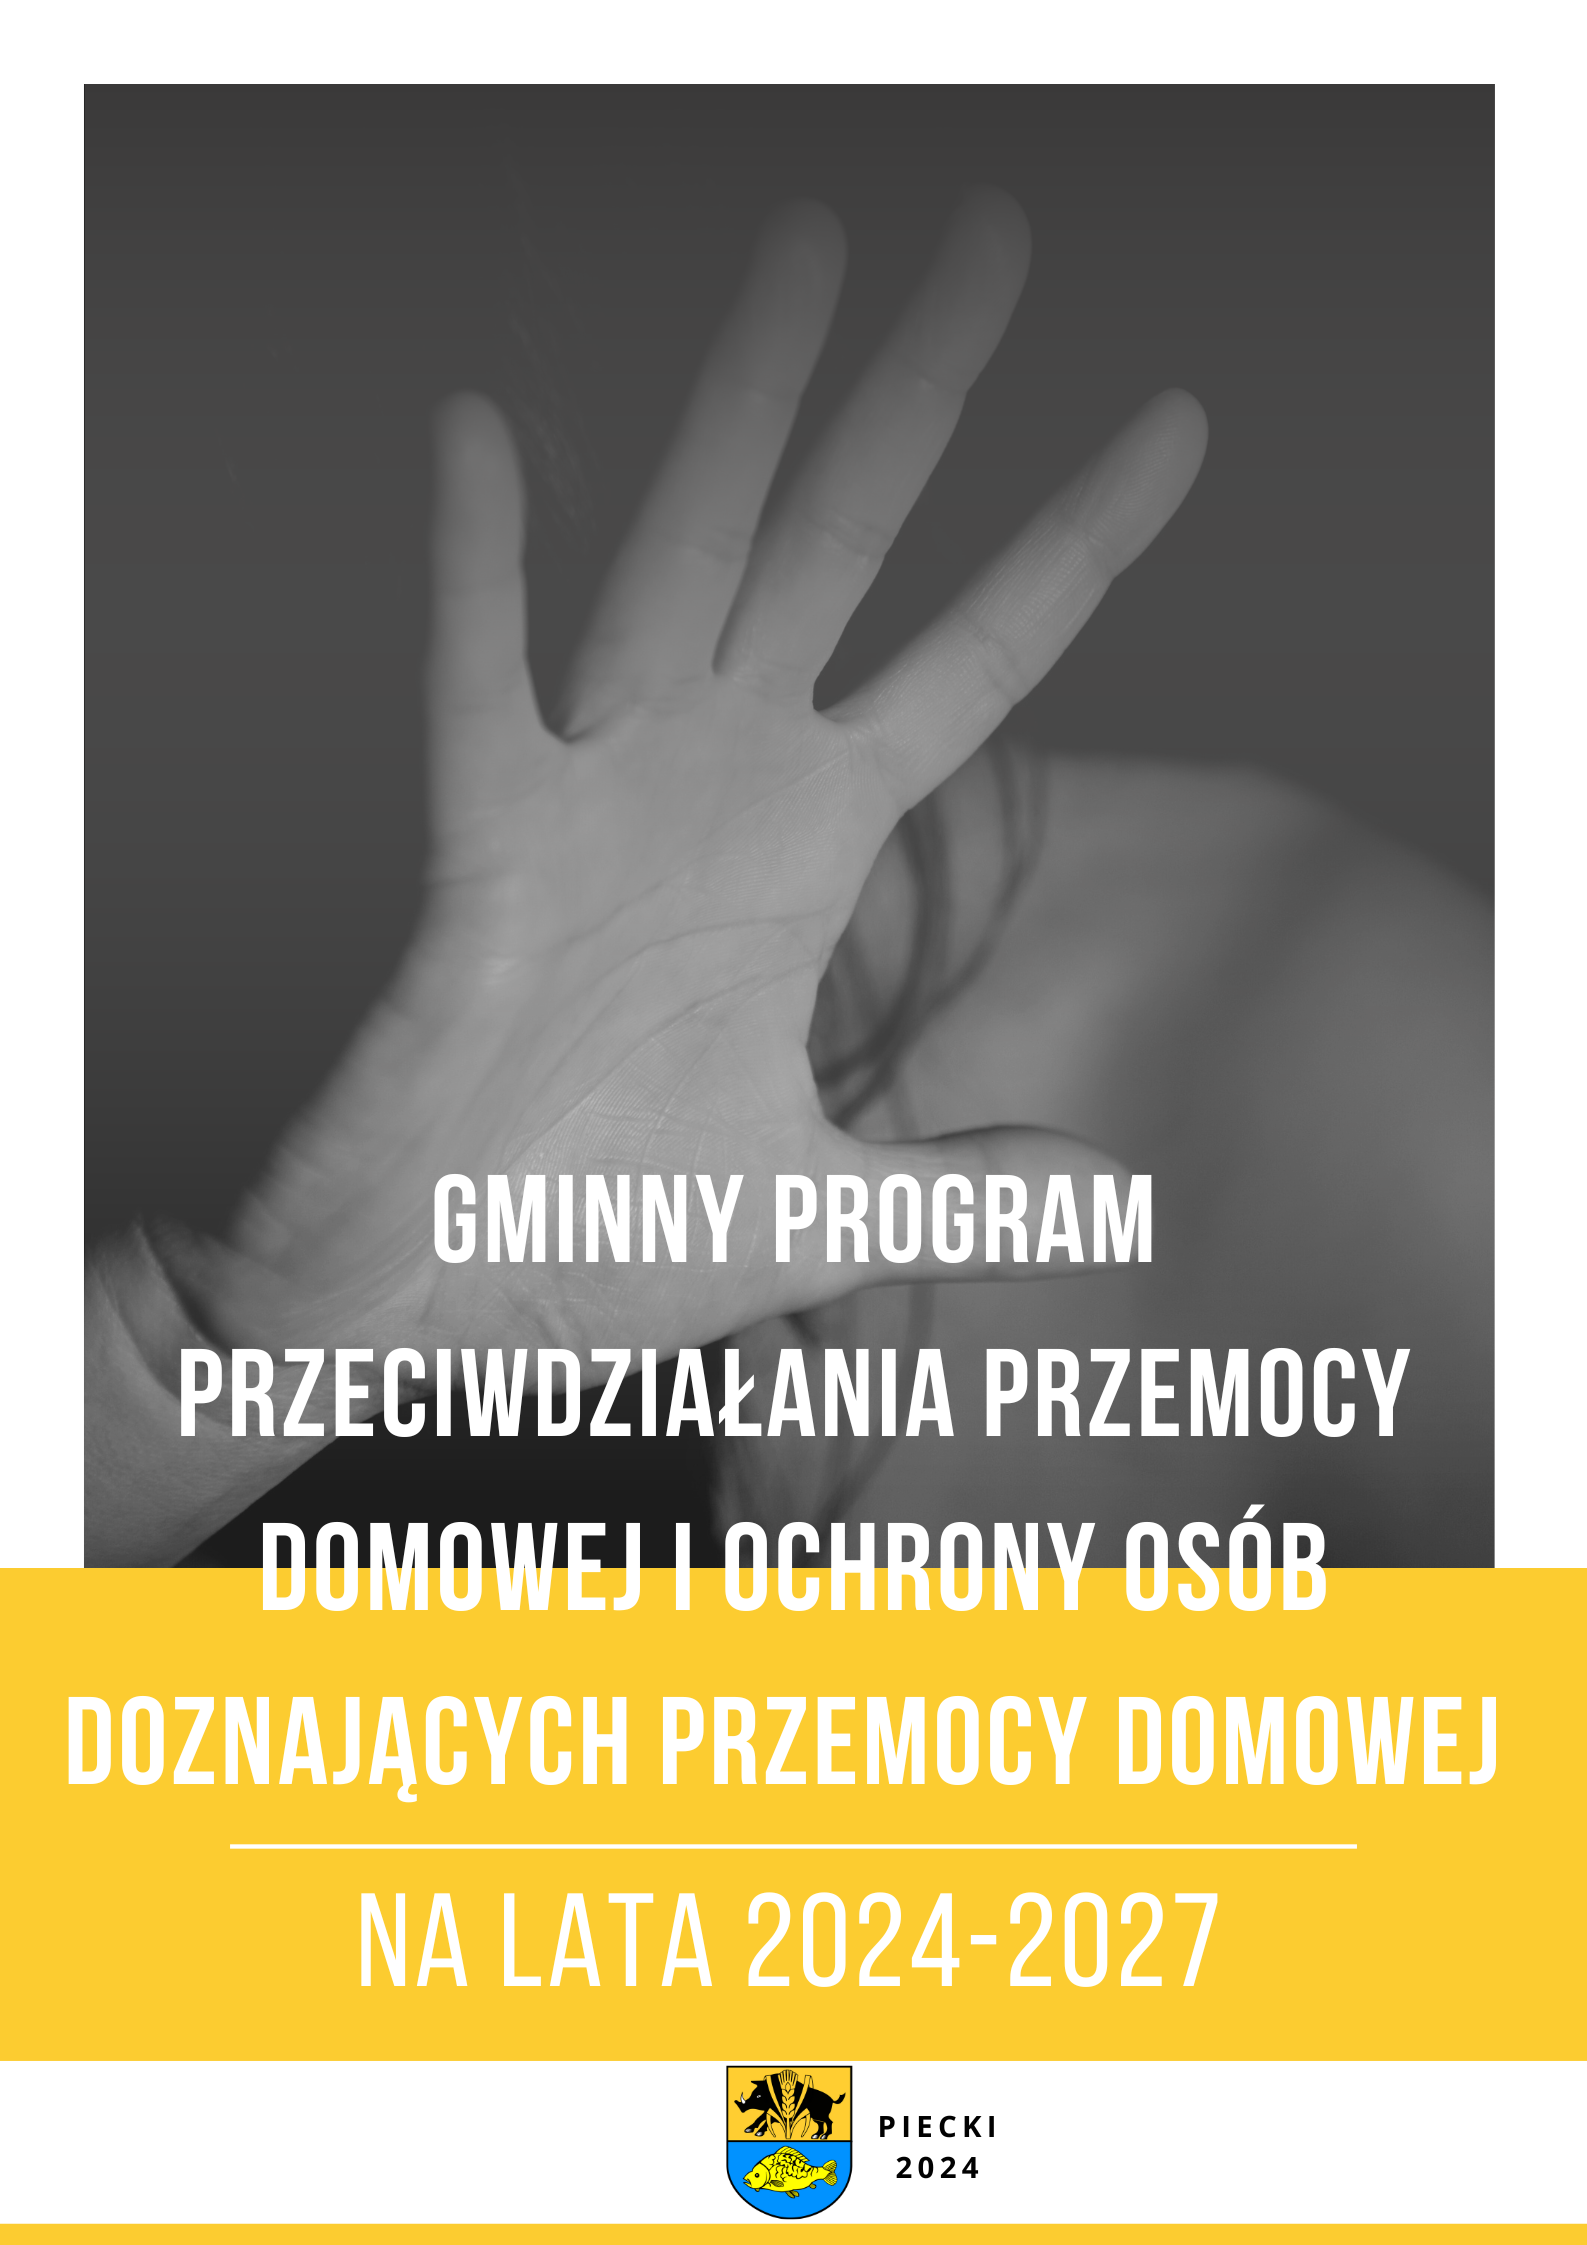 GMINNY PROGRAM
PRZECIWDZIAŁANIA PRZEMOCY
DOMOWEJ I OCHRONY OSÓB
DOZNAJĄCYCH PRZEMOCY DOMOWEJ
NA LATA 2024-2027
PIECKI
2024